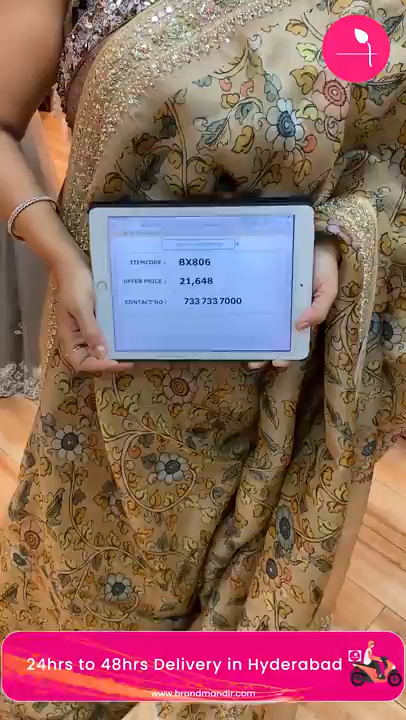 ITEMCODE : BX806
OFFER PRICE : 21,648
CONTACT NO : 733 733 7000
24hrs to 48hrs Delivery in Hyderabad
www.brandmandir.com